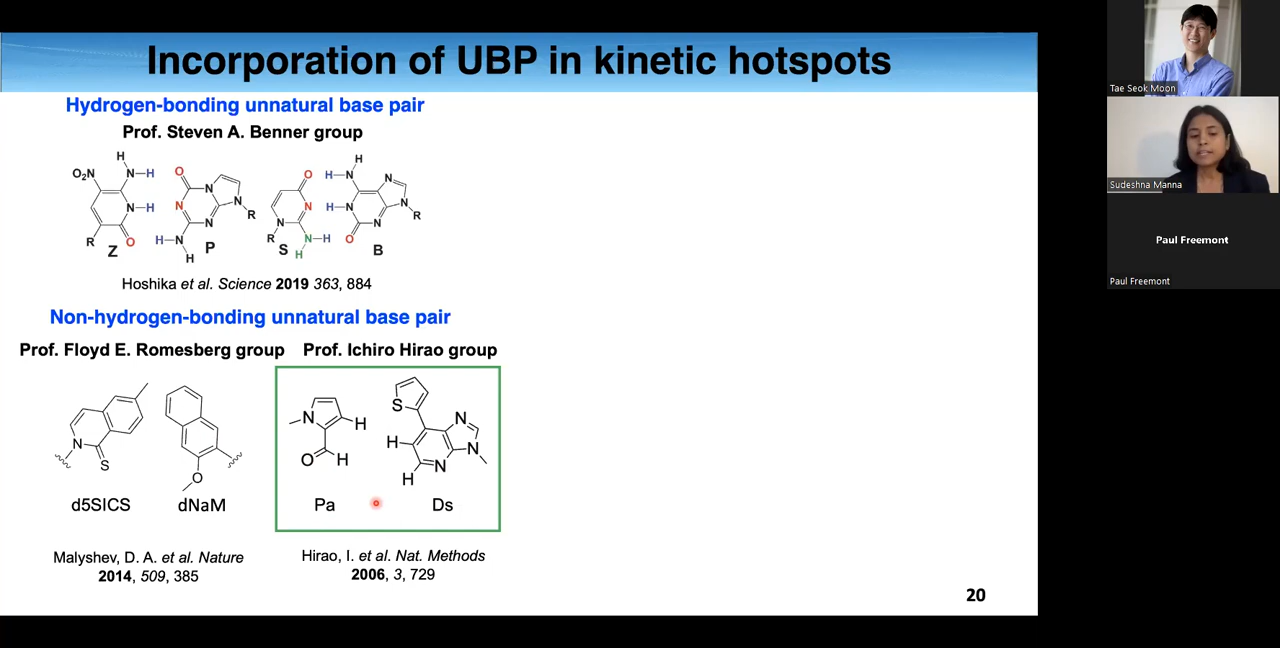 Incorporation of UBP in kinetic hotspots
Hydrogen-bonding unnatural base pair
Prof. Steven A. Benner group
H
O₂N
N
H
N
H
R
O
Z
O
N
N
N
N
R
H
N
H
P
O
N
N
R
N
H
H
S
H
H
N
N
H
N
N
N
R
O
B
Hoshika et al. Science 2019 363, 884
Non-hydrogen-bonding unnatural base pair
Prof. Floyd E. Romesberg group
Prof. Ichiro Hirao group
N
S
O
d5SICS
dNaM
N
H
O
H
Pa
S
H
N
N
N
H
Ds
Malyshev, D. A. et al. Nature
2014, 509, 385
Hirao, I. et al. Nat. Methods
2006, 3, 729
20
Tae Seok Moon
Sudeshna Manna
Paul Freemont
Paul Freemont